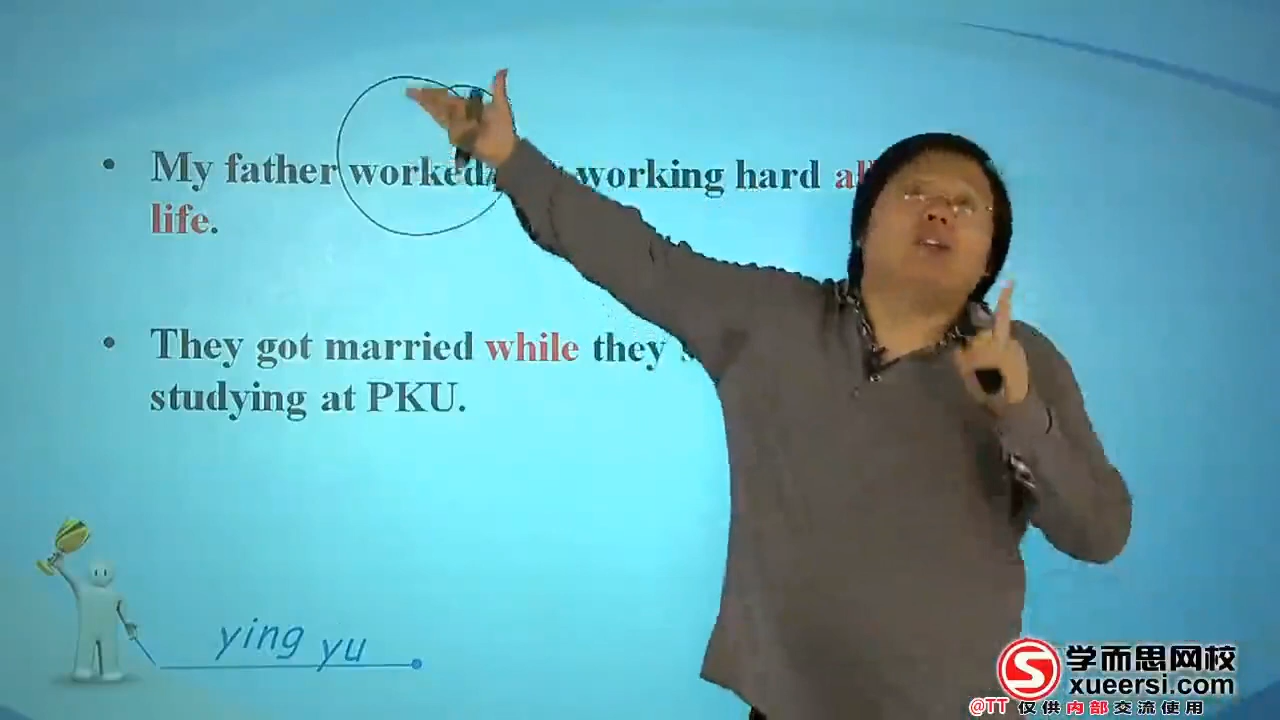 My father worked working hard
life.
They got married while they
studying at PKU.
ying yu
学而思网校
xueersi.com
@TT 仅供内部交流使用